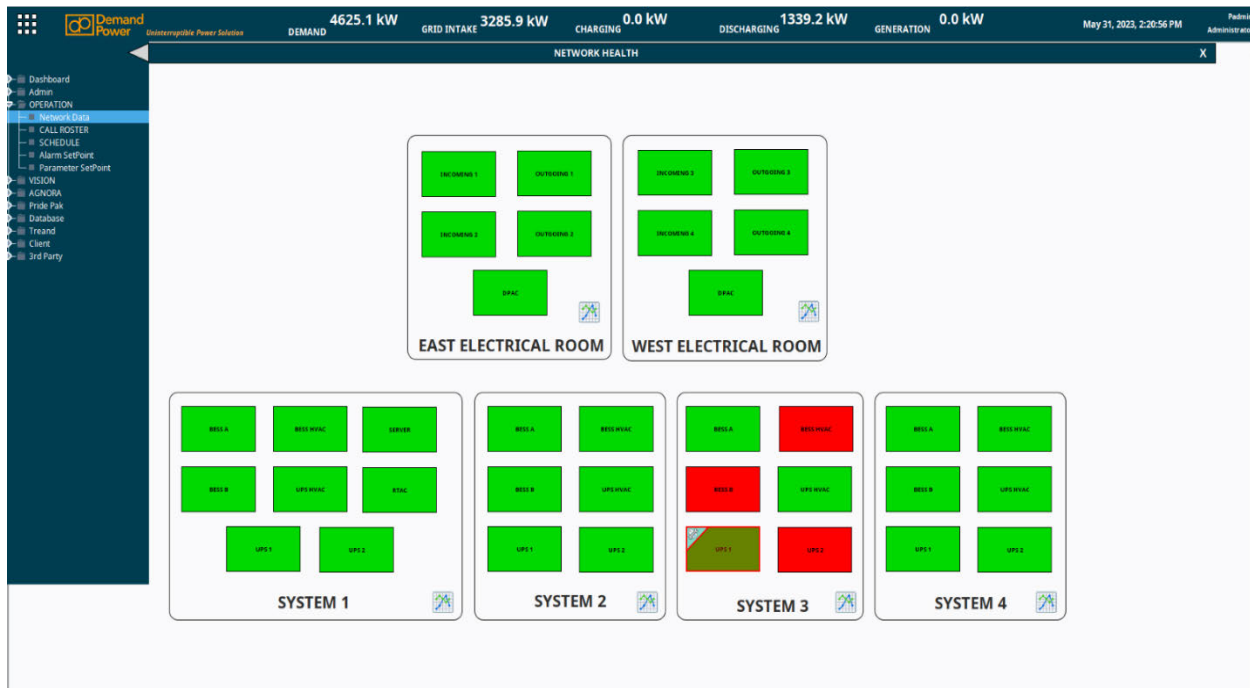 Demand Power
Uninterruptible Power Solution
DEMAND 4625.1 kW
GRID INTAKE 3285.9 kW
CHARGING 0.0 kW
DISCHARGING 1339.2 kW
GENERATION 0.0 kW
May 31, 2023, 2:20:56 PM
Padmi
Administrato
NETWORK HEALTH
X
Dashboard
Admin
OPERATION
Network Data
CALL ROSTER
SCHEDULE
Alarm SetPoint
Parameter SetPoint
VISION
AGNORA
Pride Pak
Database
Treand
Client
3rd Party
INCOMING 1
OUTGOING 1
INCOMING 2
OUTGOING 2
DPAC
EAST ELECTRICAL ROOM
INCOMING 3
OUTGOING 3
INCOMING 4
OUTGOING 4
DPAC
WEST ELECTRICAL ROOM
BESS A
BESS HVAC
SERVER
BESS B
UPS HVAC
RTAC
UPS 1
UPS 2
SYSTEM 1
BESS A
BESS HVAC
BESS B
UPS HVAC
UPS 1
UPS 2
SYSTEM 2
BESS A
BESS HVAC
BESS B
UPS HVAC
UPS 1
UPS 2
SYSTEM 3
BESS A
BESS HVAC
BESS B
UPS HVAC
UPS 1
UPS 2
SYSTEM 4